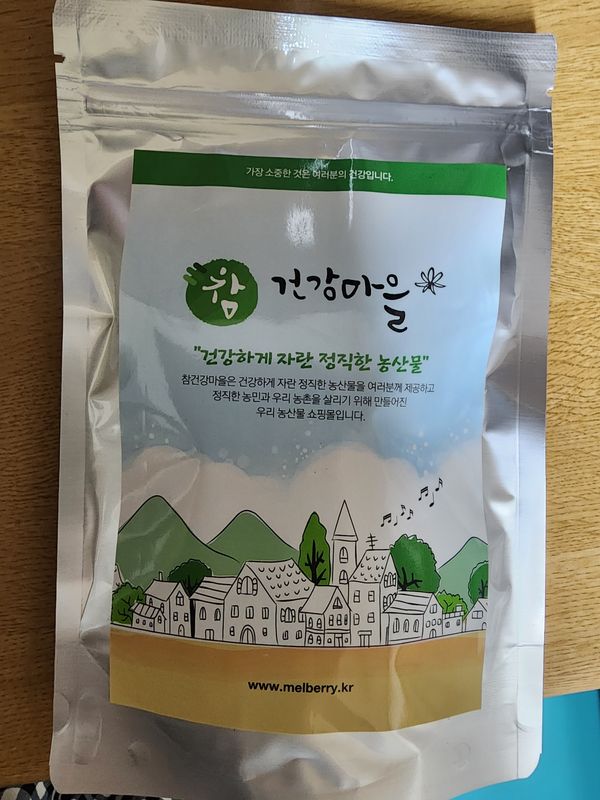 가장 소중한 것은 여러분의 건강입니다.
참 건강마을
"건강하게 자란 정직한 농산물"
참건강마을은 건강하게 자란 정직한 농산물을 여러분께 제공하고
정직한 농민과 우리 농촌을 살리기 위해 만들어진
우리 농산물 쇼핑몰입니다.
www.melberry.kr